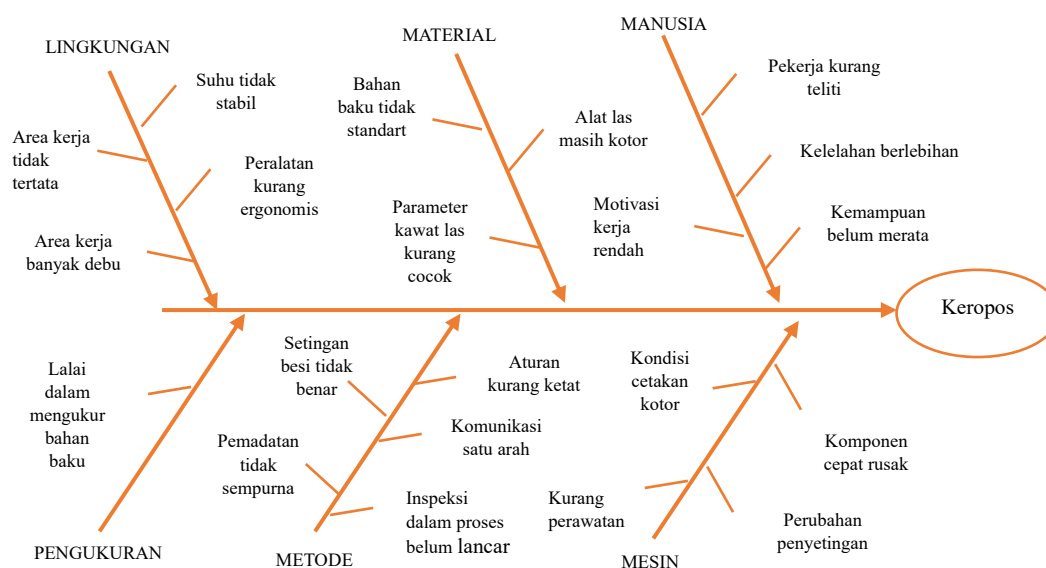 LINGKUNGAN
Suhu tidak
stabil
Area kerja
tidak
tertata
Peralatan
kurang
ergonomis
Area kerja
banyak debu
MATERIAL
Bahan
baku tidak
standart
Alat las
masih kotor
Parameter
kawat las
kurang
cocok
MANUSIA
Pekerja kurang
teliti
Kelelahan berlebihan
Motivasi
kerja
rendah
Kemampuan
belum merata
Keropos
Lalai
dalam
mengukur
bahan
baku
PENGUKURAN
Setingan
besi tidak
benar
Aturan
kurang ketat
Komunikasi
satu arah
Pemadatan
tidak
sempurna
Inspeksi
dalam proses
belum lancar
METODE
Kondisi
cetakan
kotor
Komponen
cepat rusak
Kurang
perawatan
Perubahan
penyetingan
MESIN